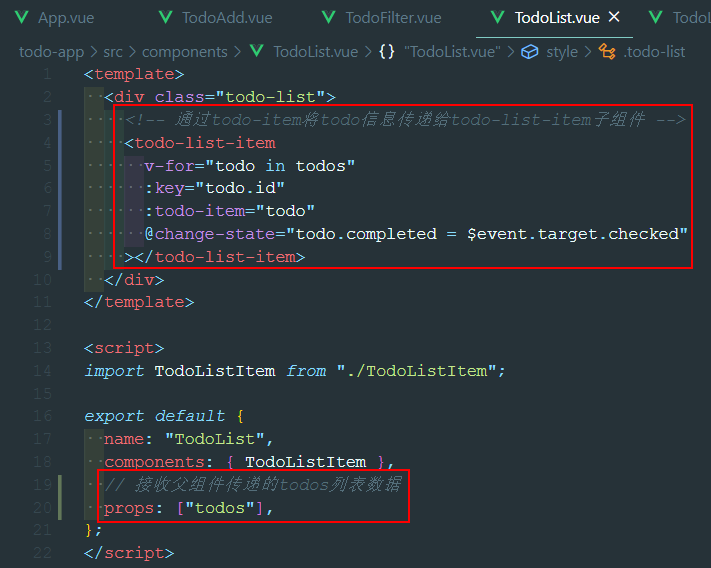 App.vue TodoAdd.vue TodoFilter.vue TodoList.vue × TodoL
todo-app > src > components > TodoList.vue > {} "TodoList.vue" > style > .todo-list
1 <template>
2 <div class="todo-list">
3 <!-- 通过todo-item将todo信息传递给todo-list-item子组件 -->
4 <todo-list-item
5 v-for="todo in todos"
6 :key="todo.id"
7 :todo-item="todo"
8 @change-state="todo.completed = $event.target.checked"
9 ></todo-list-item>
10 </div>
11 </template>
12
13 <script>
14 import TodoListItem from "./TodoListItem";
15
16 export default {
17 name: "TodoList",
18 components: { TodoListItem },
19 // 接收父组件传递的todos列表数据
20 props: ["todos"],
21 };
22 </script>